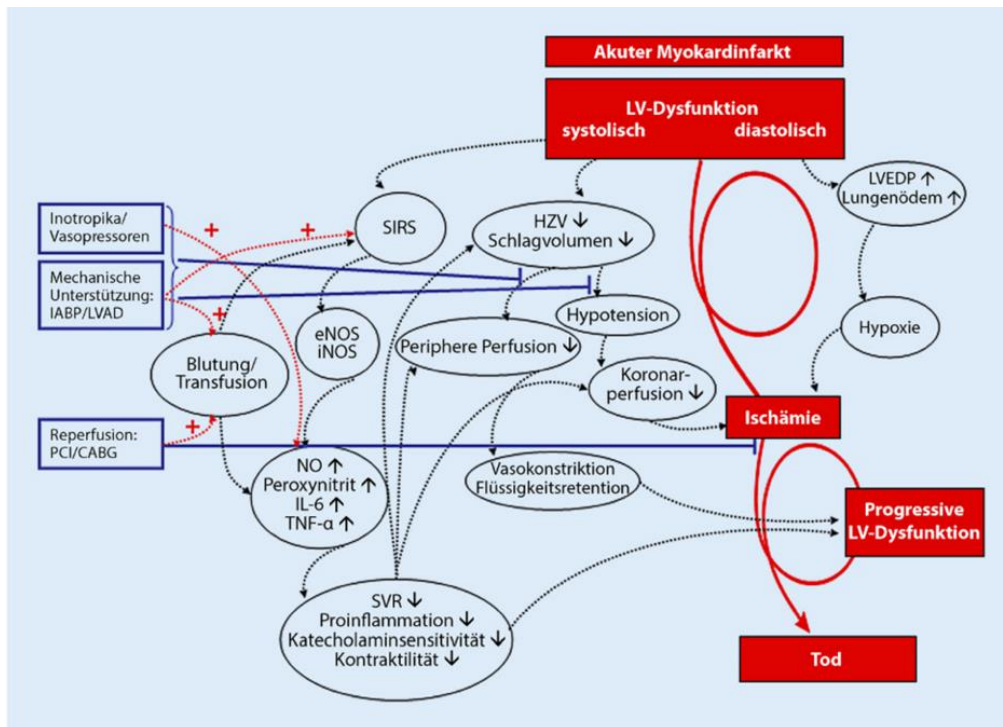 Akuter Myokardinfarkt
LV-Dysfunktion
systolisch diastolisch
LVEDP ↑
Lungenödem ↑
Inotropika/
Vasopressoren
+
+
SIRS
HZV ↓
Schlagvolumen ↓
Mechanische
Unterstützung:
IABP/LVAD
+
Hypotension
Hypoxie
eNOS
iNOS
Periphere Perfusion ↓
Blutung/
Transfusion
Koronar-
perfusion ↓
Ischämie
Reperfusion:
PCI/CABG
+
NO ↑
Peroxynitrit ↑
IL-6 ↑
TNF-α ↑
Vasokonstriktion
Flüssigkeitsretention
Progressive
LV-Dysfunktion
SVR ↓
Proinflammation ↓
Katecholaminsensitivität ↓
Kontraktilität ↓
Tod